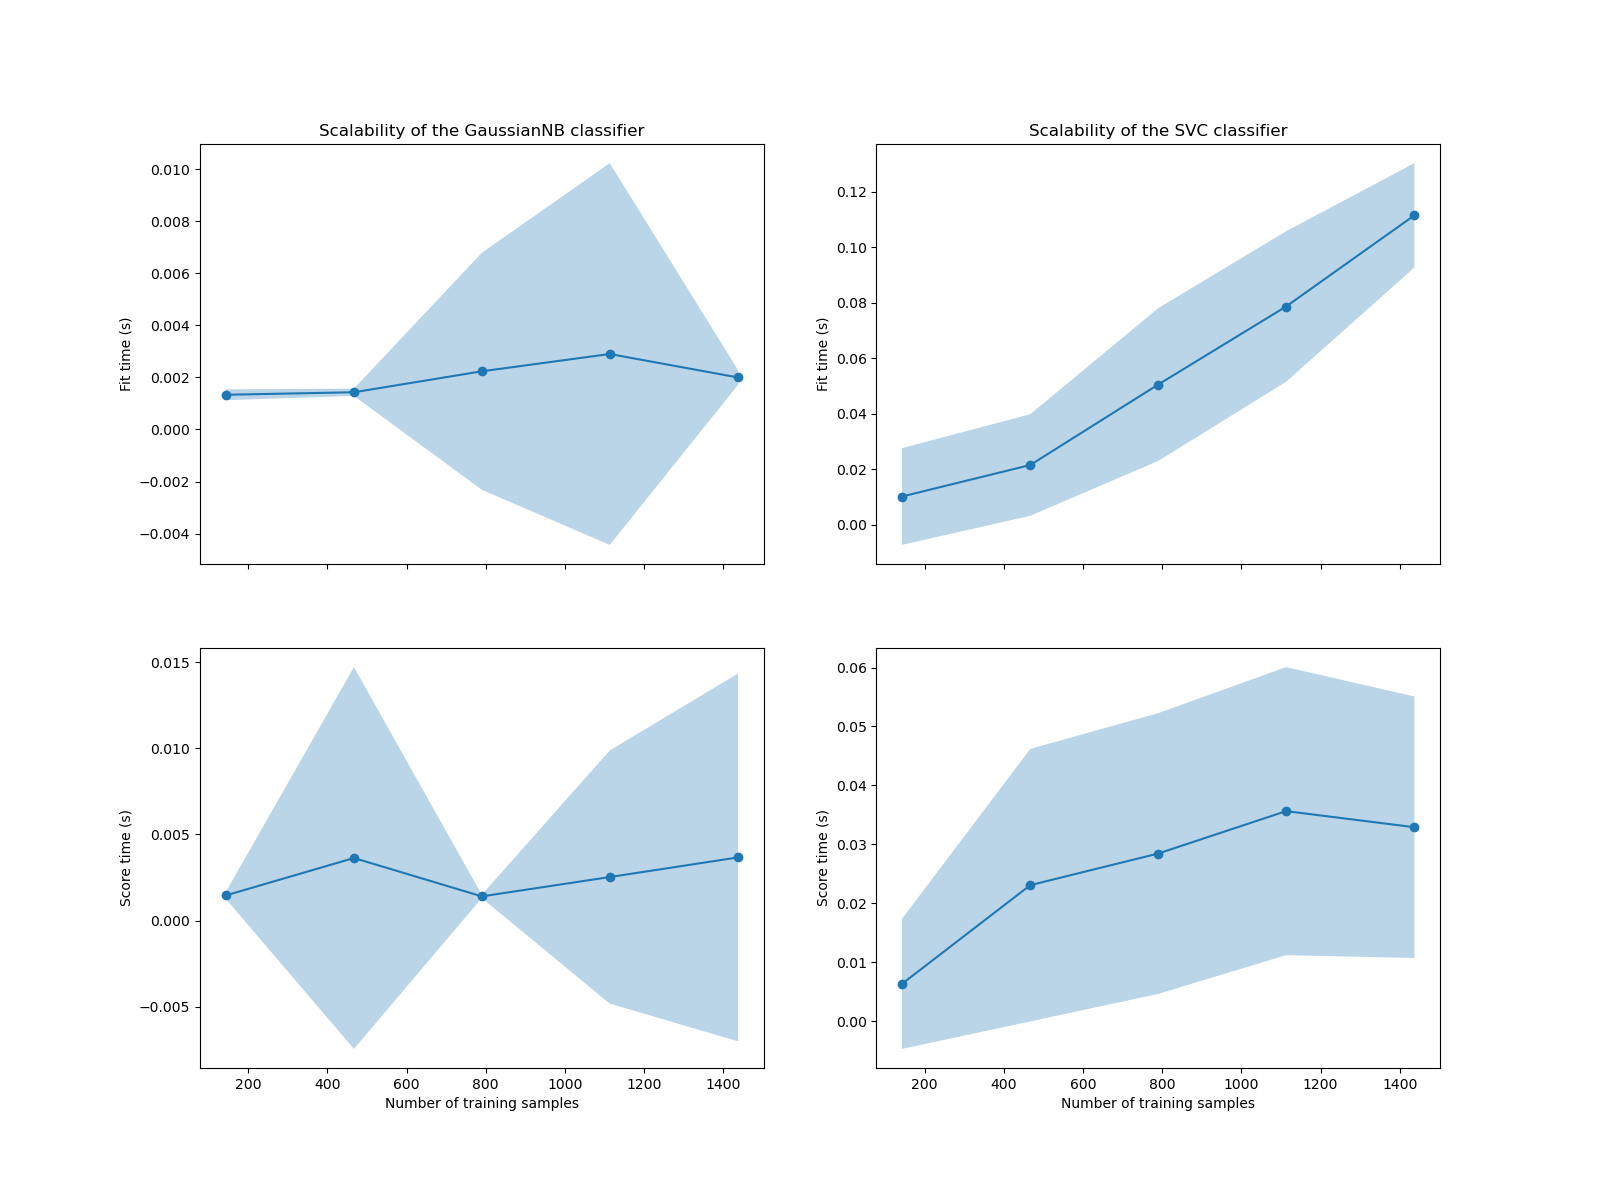 Scalability of the GaussianNB classifier
Fit time (s)
0.010
0.008
0.006
0.004
0.002
0.000
−0.002
−0.004
Scalability of the SVC classifier
Fit time (s)
0.12
0.10
0.08
0.06
0.04
0.02
0.00
Score time (s)
0.015
0.010
0.005
0.000
−0.005
200 400 600 800 1000 1200 1400
Number of training samples
Score time (s)
0.06
0.05
0.04
0.03
0.02
0.01
0.00
200 400 600 800 1000 1200 1400
Number of training samples